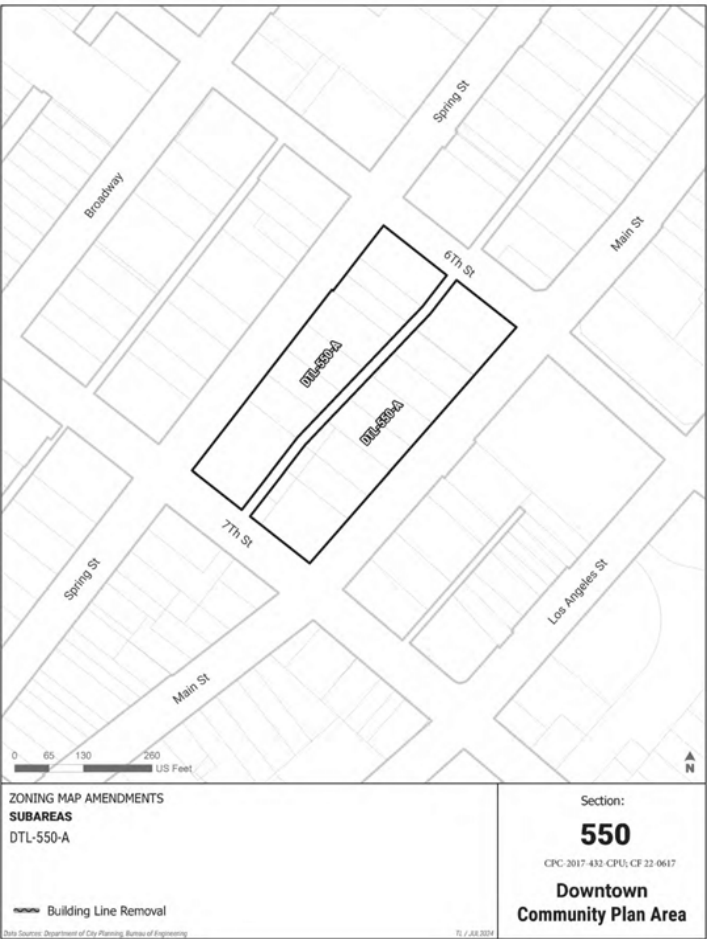 Spring St
Broadway
Main St
6Th St
DTL-550-A
DTL-550-A
7Th St
Spring St
Los Angeles St
Main St
0 65 130 260
US Feet
N
ZONING MAP AMENDMENTS
SUBAREAS
DTL-550-A
Building Line Removal
Data Sources: Department of City Planning, Bureau of Engineering
TL / JUL 2024
Section:
550
CPC-2017-432-CPU; CF 22-0617
Downtown
Community Plan Area